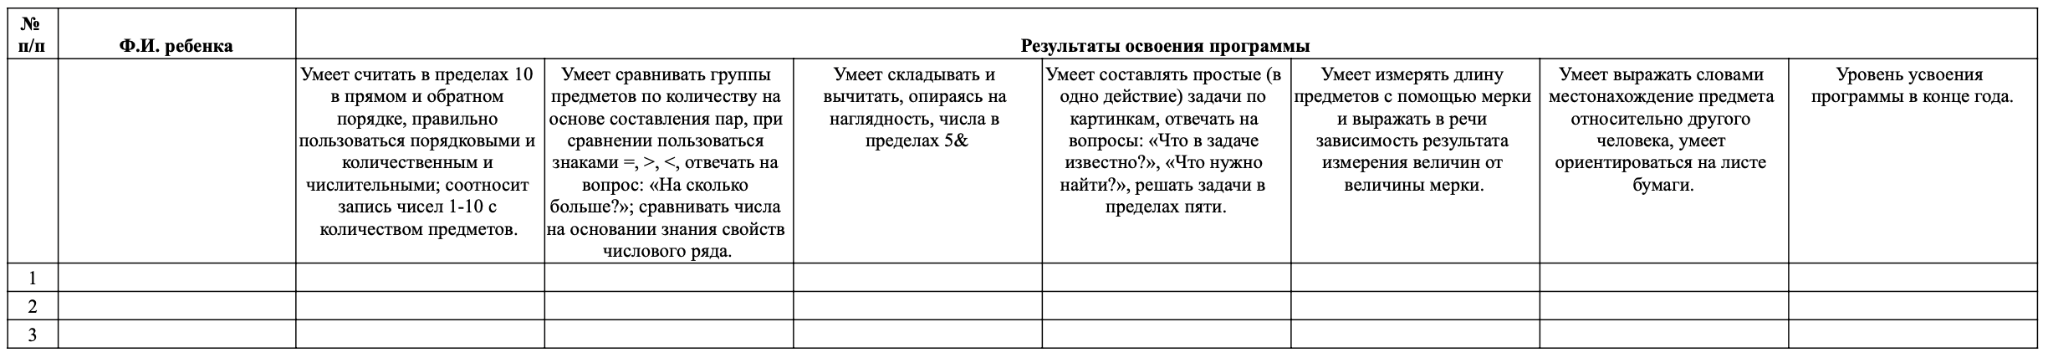 №
п/п
Ф.И. ребенка
Результаты освоения программы
Умеет считать в пределах 10
в прямом и обратном
порядке, правильно
пользоваться порядковыми и
количественным и
числительными; соотносит
запись чисел 1-10 с
количеством предметов.
Умеет сравнивать группы
предметов по количеству на
основе составления пар, при
сравнении пользоваться
знаками =, >, <, отвечать на
вопрос: «На сколько
больше?»; сравнивать числа
на основании знания свойств
числового ряда.
Умеет складывать и
вычитать, опираясь на
наглядность, числа в
пределах 5&
Умеет составлять простые (в
одно действие) задачи по
картинкам, отвечать на
вопросы: «Что в задаче
известно?», «Что нужно
найти?», решать задачи в
пределах пяти.
Умеет измерять длину
предметов с помощью мерки
и выражать в речи
зависимость результата
измерения величин от
величины мерки.
Умеет выражать словами
местонахождение предмета
относительно другого
человека, умеет
ориентироваться на листе
бумаги.
Уровень усвоения
программы в конце года.
1
2
3